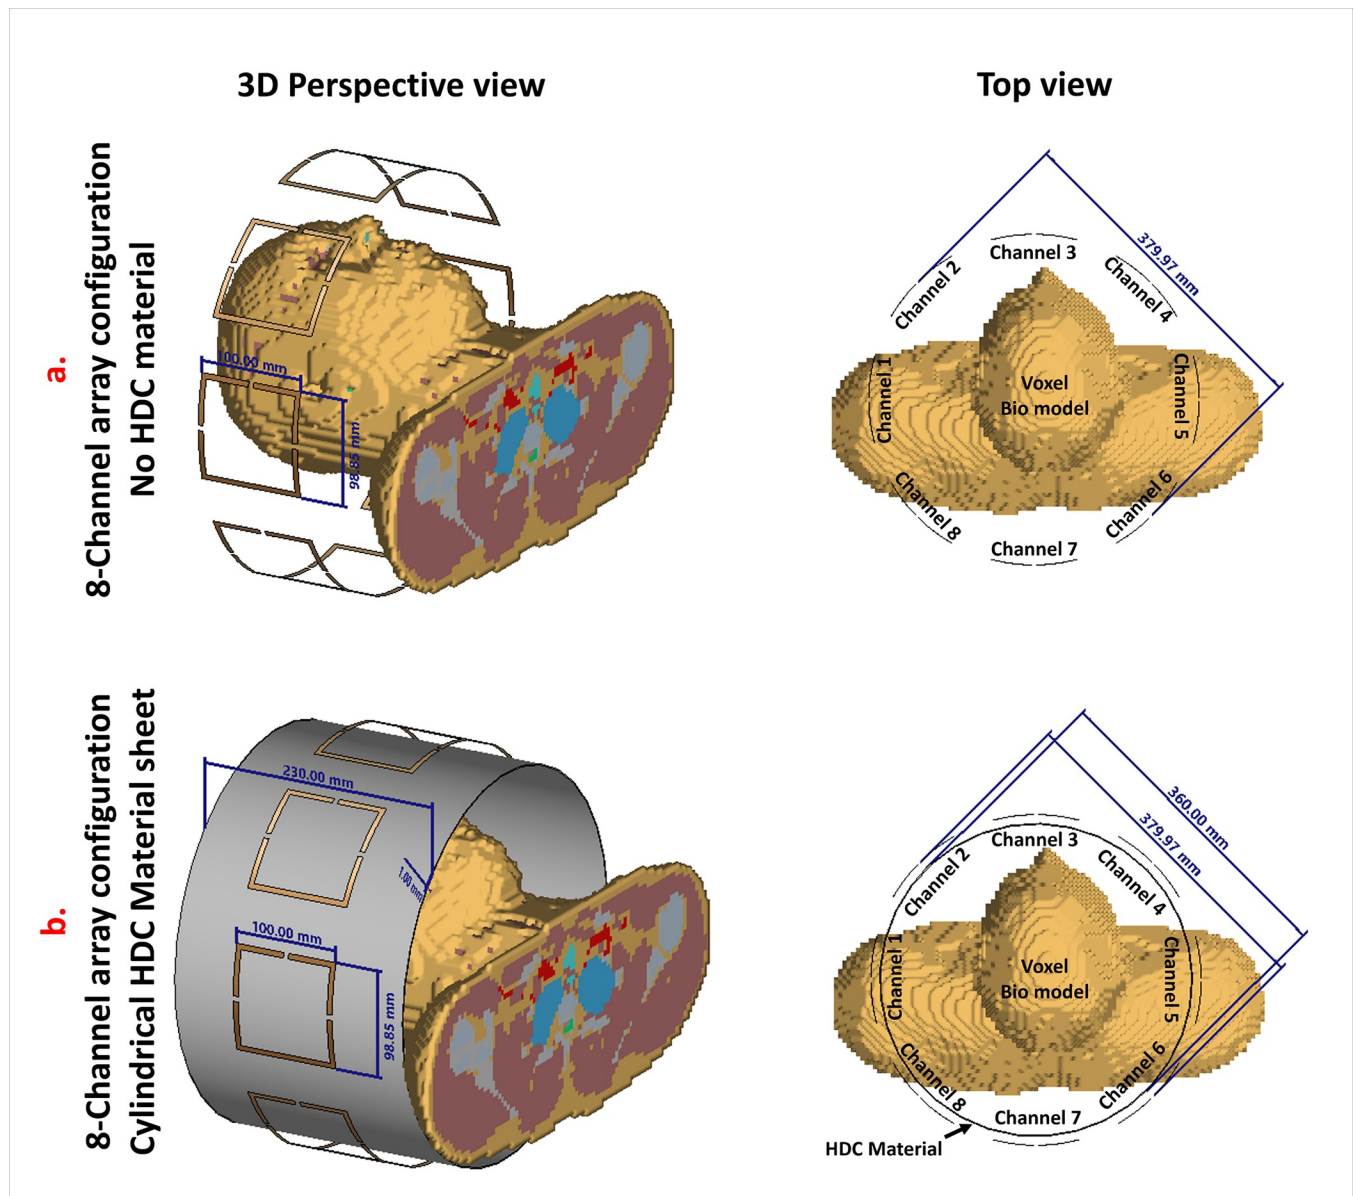 3D Perspective view
Top view
a.
8-Channel array configuration
No HDC material
100.00 mm
98.85 mm
379.97 mm
Channel 1
Channel 2
Channel 3
Channel 4
Channel 5
Channel 6
Channel 7
Channel 8
Voxel
Bio model
b.
8-Channel array configuration
Cylindrical HDC Material sheet
230.00 mm
1.00 mm
100.00 mm
98.85 mm
360.00 mm
379.97 mm
Channel 1
Channel 2
Channel 3
Channel 4
Channel 5
Channel 6
Channel 7
Channel 8
Voxel
Bio model
HDC Material